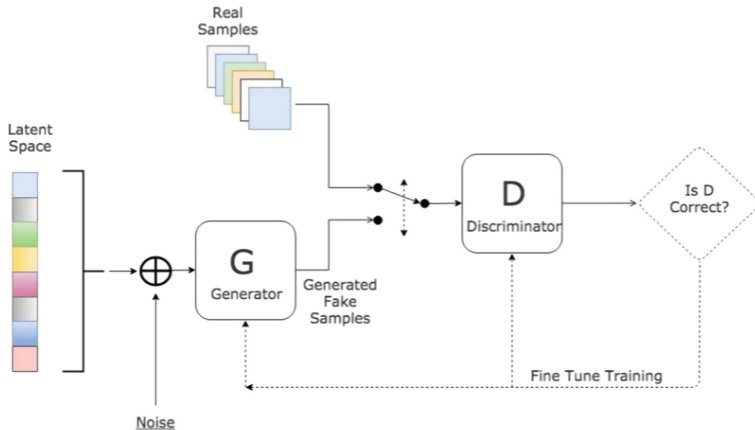 Real
Samples
Latent
Space
D
Discriminator
Is D
Correct?
G
Generator
Generated
Fake
Samples
Fine Tune Training
Noise